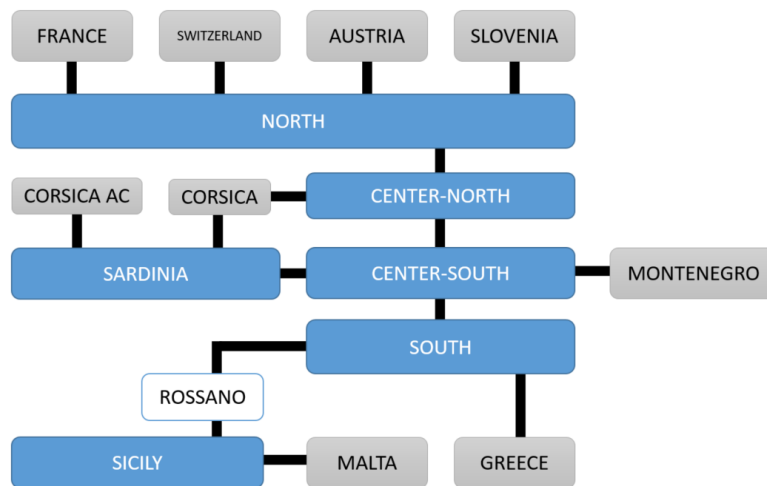 FRANCE
SWITZERLAND
AUSTRIA
SLOVENIA
NORTH
CORSICA AC
CORSICA
CENTER-NORTH
SARDINIA
CENTER-SOUTH
MONTENEGRO
SOUTH
ROSSANO
SICILY
MALTA
GREECE